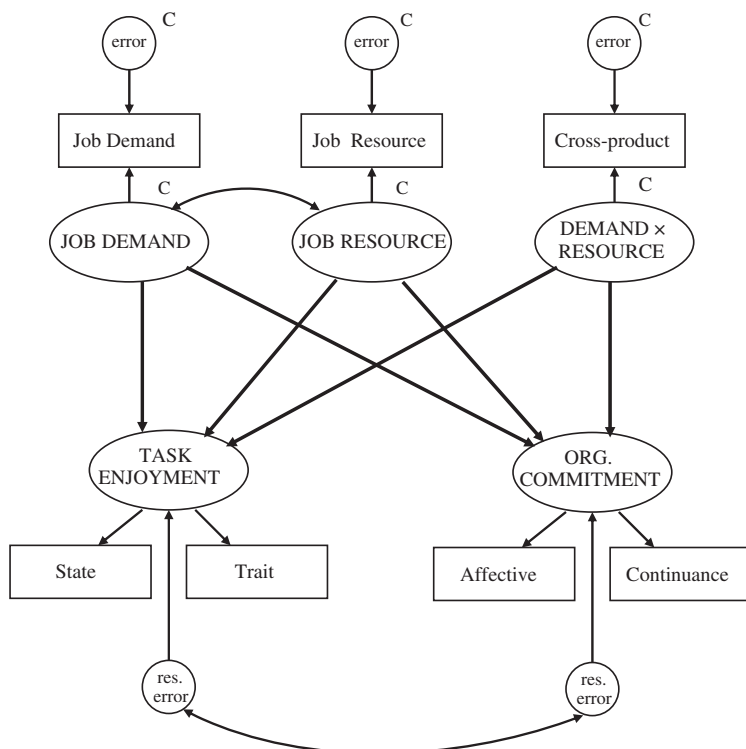 C C C
error error error
Job Demand Job Resource Cross-product
C C C
JOB DEMAND JOB RESOURCE DEMAND ×
RESOURCE
TASK
ENJOYMENT
ORG.
COMMITMENT
State Trait Affective Continuance
res.
error
res.
error